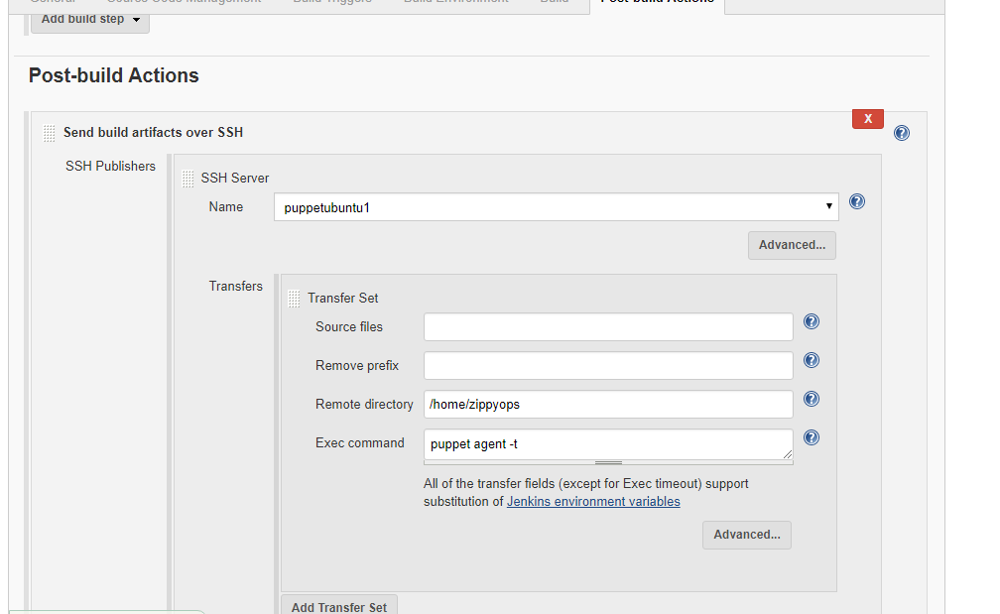 General Source Code Management Build Triggers Build Environment Build Post-build Actions
Add build step
Post-build Actions
X
Send build artifacts over SSH
SSH Publishers
SSH Server
Name puppetubuntu1
Advanced...
Transfers
Transfer Set
Source files
Remove prefix
Remote directory /home/zippyops
Exec command puppet agent -t
All of the transfer fields (except for Exec timeout) support
substitution of Jenkins environment variables
Advanced...
Add Transfer Set